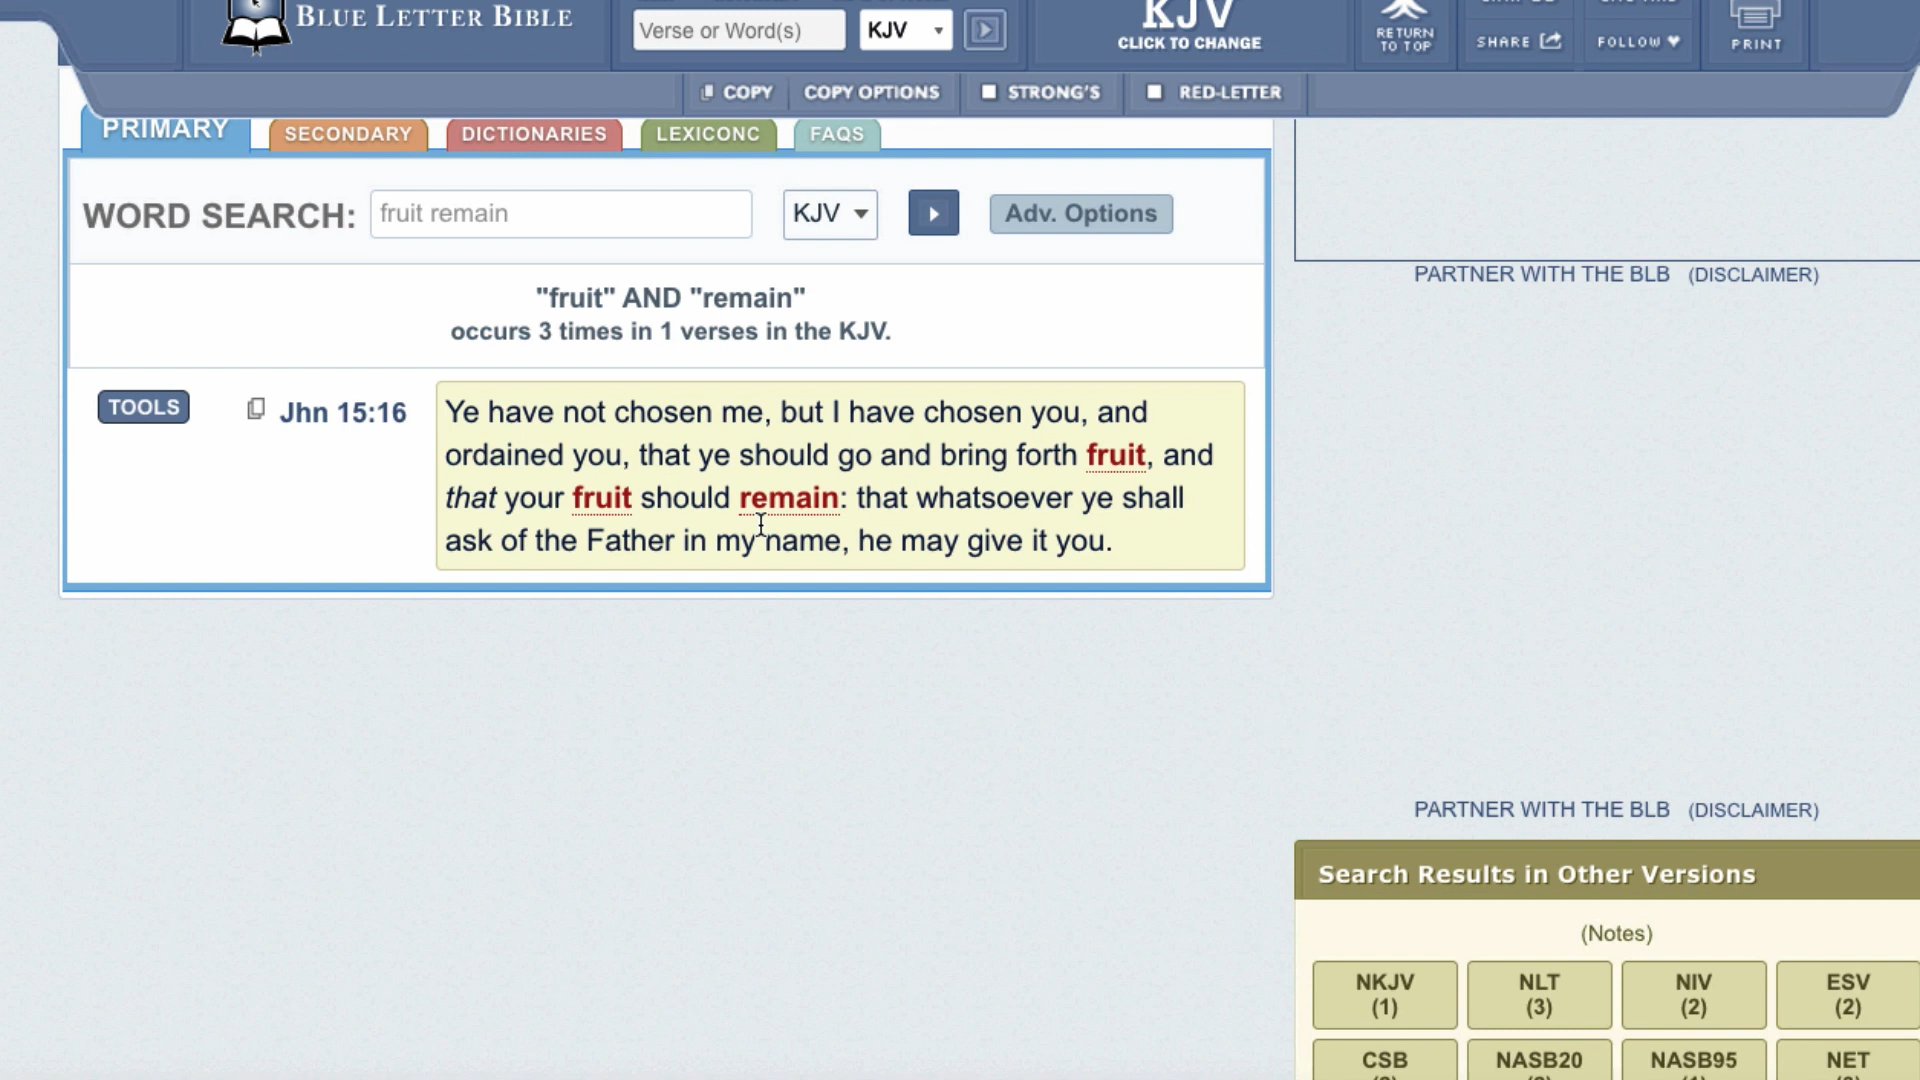 BLUE LETTER BIBLE
Verse or Word(s)
KJV
KJV
CLICK TO CHANGE
RETURN
TO TOP
SHARE
FOLLOW
PRINT
COPY
COPY OPTIONS
STRONG'S
RED-LETTER
PRIMARY
SECONDARY
DICTIONARIES
LEXICONC
FAQS
WORD SEARCH:
fruit remain
KJV
Adv. Options
"fruit" AND "remain"
occurs 3 times in 1 verses in the KJV.
TOOLS
Jhn 15:16
Ye have not chosen me, but I have chosen you, and
ordained you, that ye should go and bring forth fruit, and
that your fruit should remain: that whatsoever ye shall
ask of the Father in my name, he may give it you.
PARTNER WITH THE BLB (DISCLAIMER)
PARTNER WITH THE BLB (DISCLAIMER)
Search Results in Other Versions
(Notes)
NKJV
(1)
NLT
(3)
NIV
(2)
ESV
(2)
CSB
NASB20
NASB95
NET